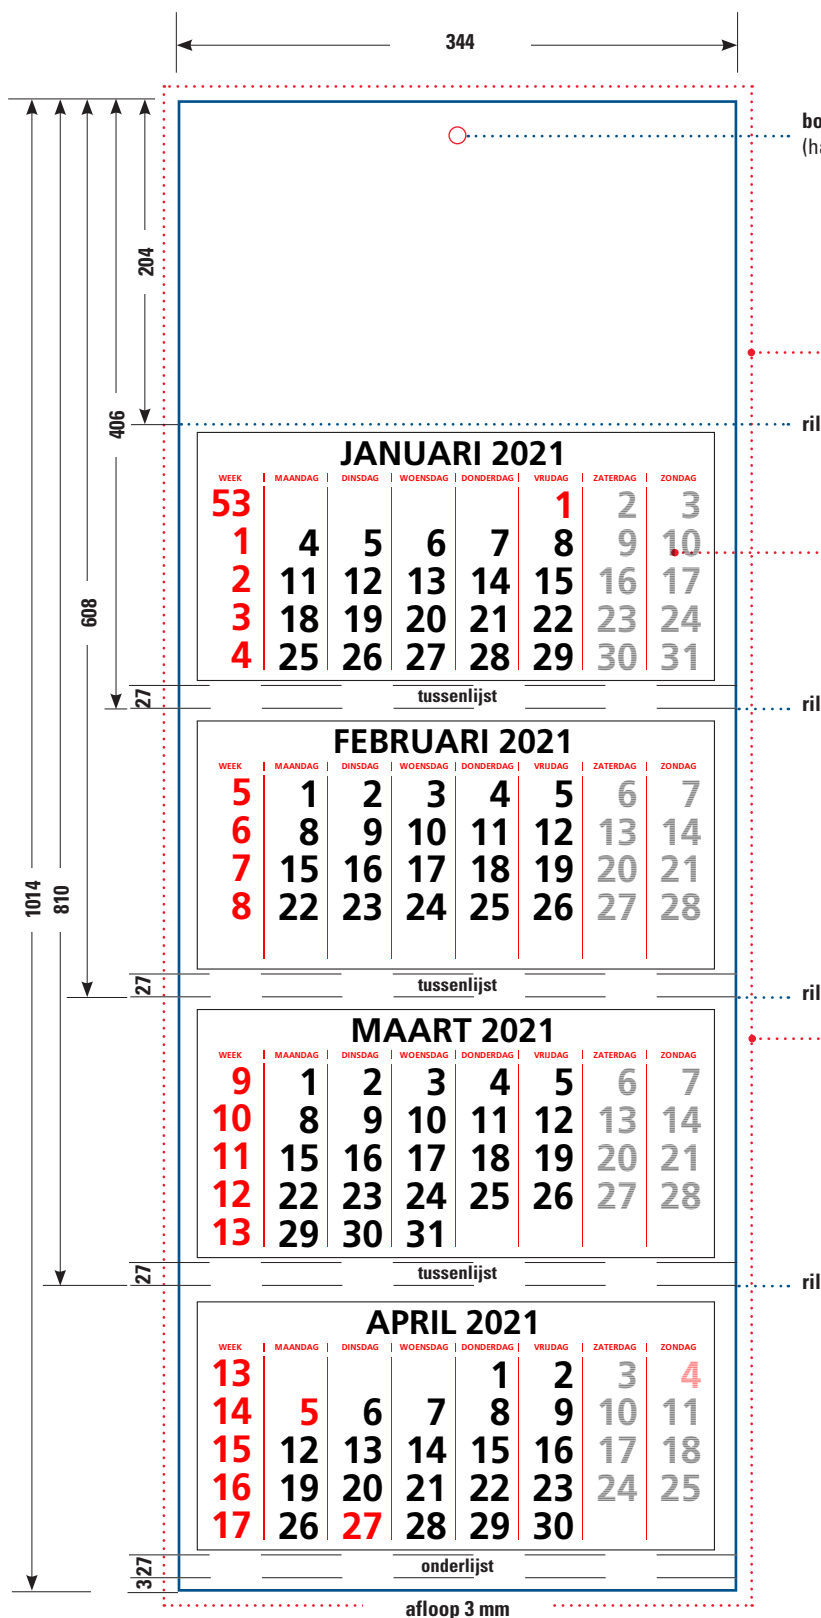 344
bo
(ha
204
406
608
810
1014
ril
JANUARI 2021
WEEK MAANDAG DINSDAG WOENSDAG DONDERDAG VRIJDAG ZATERDAG ZONDAG
53 1 2 3
1 4 5 6 7 8 9 10
2 11 12 13 14 15 16 17
3 18 19 20 21 22 23 24
4 25 26 27 28 29 30 31
27 tussenlijst
ril
FEBRUARI 2021
WEEK MAANDAG DINSDAG WOENSDAG DONDERDAG VRIJDAG ZATERDAG ZONDAG
5 1 2 3 4 5 6 7
6 8 9 10 11 12 13 14
7 15 16 17 18 19 20 21
8 22 23 24 25 26 27 28
27 tussenlijst
ril
MAART 2021
WEEK MAANDAG DINSDAG WOENSDAG DONDERDAG VRIJDAG ZATERDAG ZONDAG
9 1 2 3 4 5 6 7
10 8 9 10 11 12 13 14
11 15 16 17 18 19 20 21
12 22 23 24 25 26 27 28
13 29 30 31
27 tussenlijst
ril
APRIL 2021
WEEK MAANDAG DINSDAG WOENSDAG DONDERDAG VRIJDAG ZATERDAG ZONDAG
13 1 2 3 4
14 5 6 7 8 9 10 11
15 12 13 14 15 16 17 18
16 19 20 21 22 23 24 25
17 26 27 28 29 30
27 onderlijst
3
afloop 3 mm